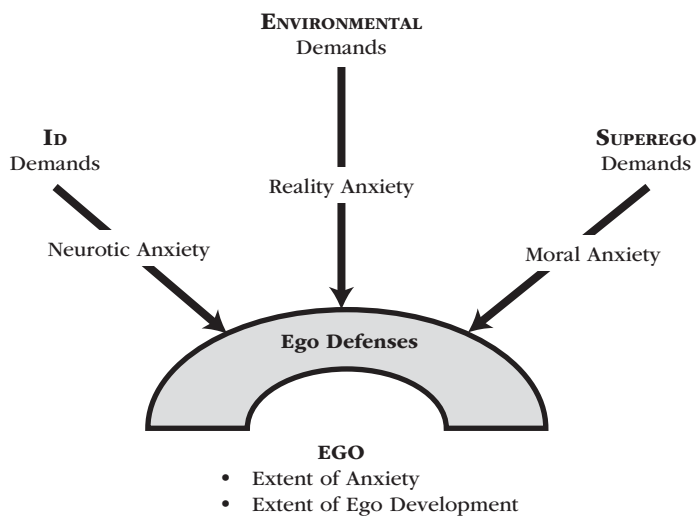 ENVIRONMENTAL
Demands
ID
Demands
SUPEREGO
Demands
Reality Anxiety
Neurotic Anxiety
Moral Anxiety
Ego Defenses
EGO
• Extent of Anxiety
• Extent of Ego Development